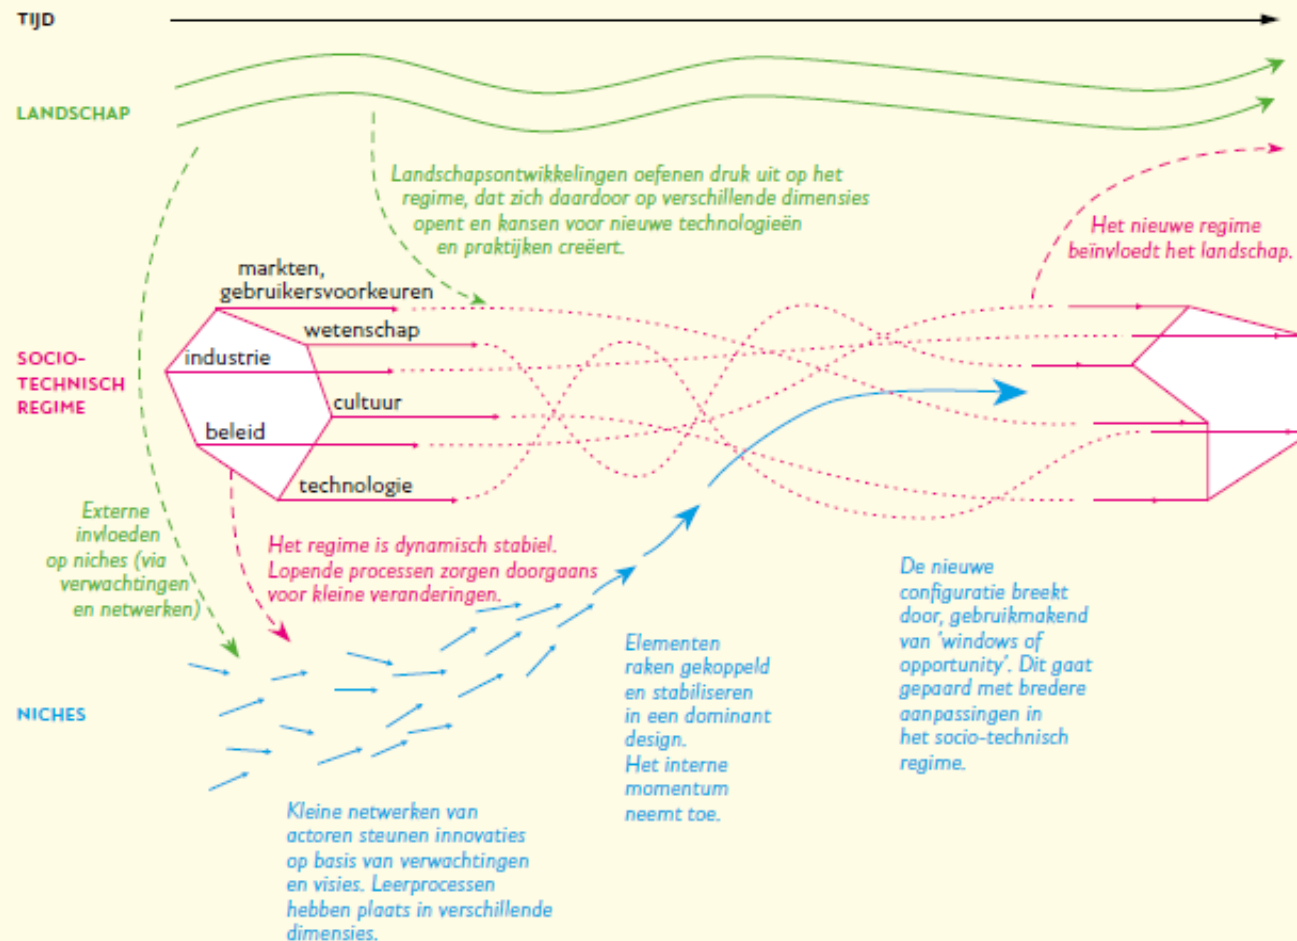 TIJD
LANDSCHAP
Landschapsontwikkelingen oefenen druk uit op het
regime, dat zich daardoor op verschillende dimensies
opent en kansen voor nieuwe technologieën
en praktijken creëert.
Het nieuwe regime
beïnvloedt het landschap.
markten,
gebruikersvoorkeuren
wetenschap
SOCIO-
TECHNISCH
REGIME
industrie
cultuur
beleid
technologie
Externe
invloeden
op niches (via
verwachtingen
en netwerken)
Het regime is dynamisch stabiel.
Lopende processen zorgen doorgaans
voor kleine veranderingen.
NICHES
Kleine netwerken van
actoren steunen innovaties
op basis van verwachtingen
en visies. Leerprocessen
hebben plaats in verschillende
dimensies.
Elementen
raken gekoppeld
en stabiliseren
in een dominant
design.
Het interne
momentum
neemt toe.
De nieuwe
configuratie breekt
door, gebruikmakend
van 'windows of
opportunity'. Dit gaat
gepaard met bredere
aanpassingen in
het socio-technisch
regime.